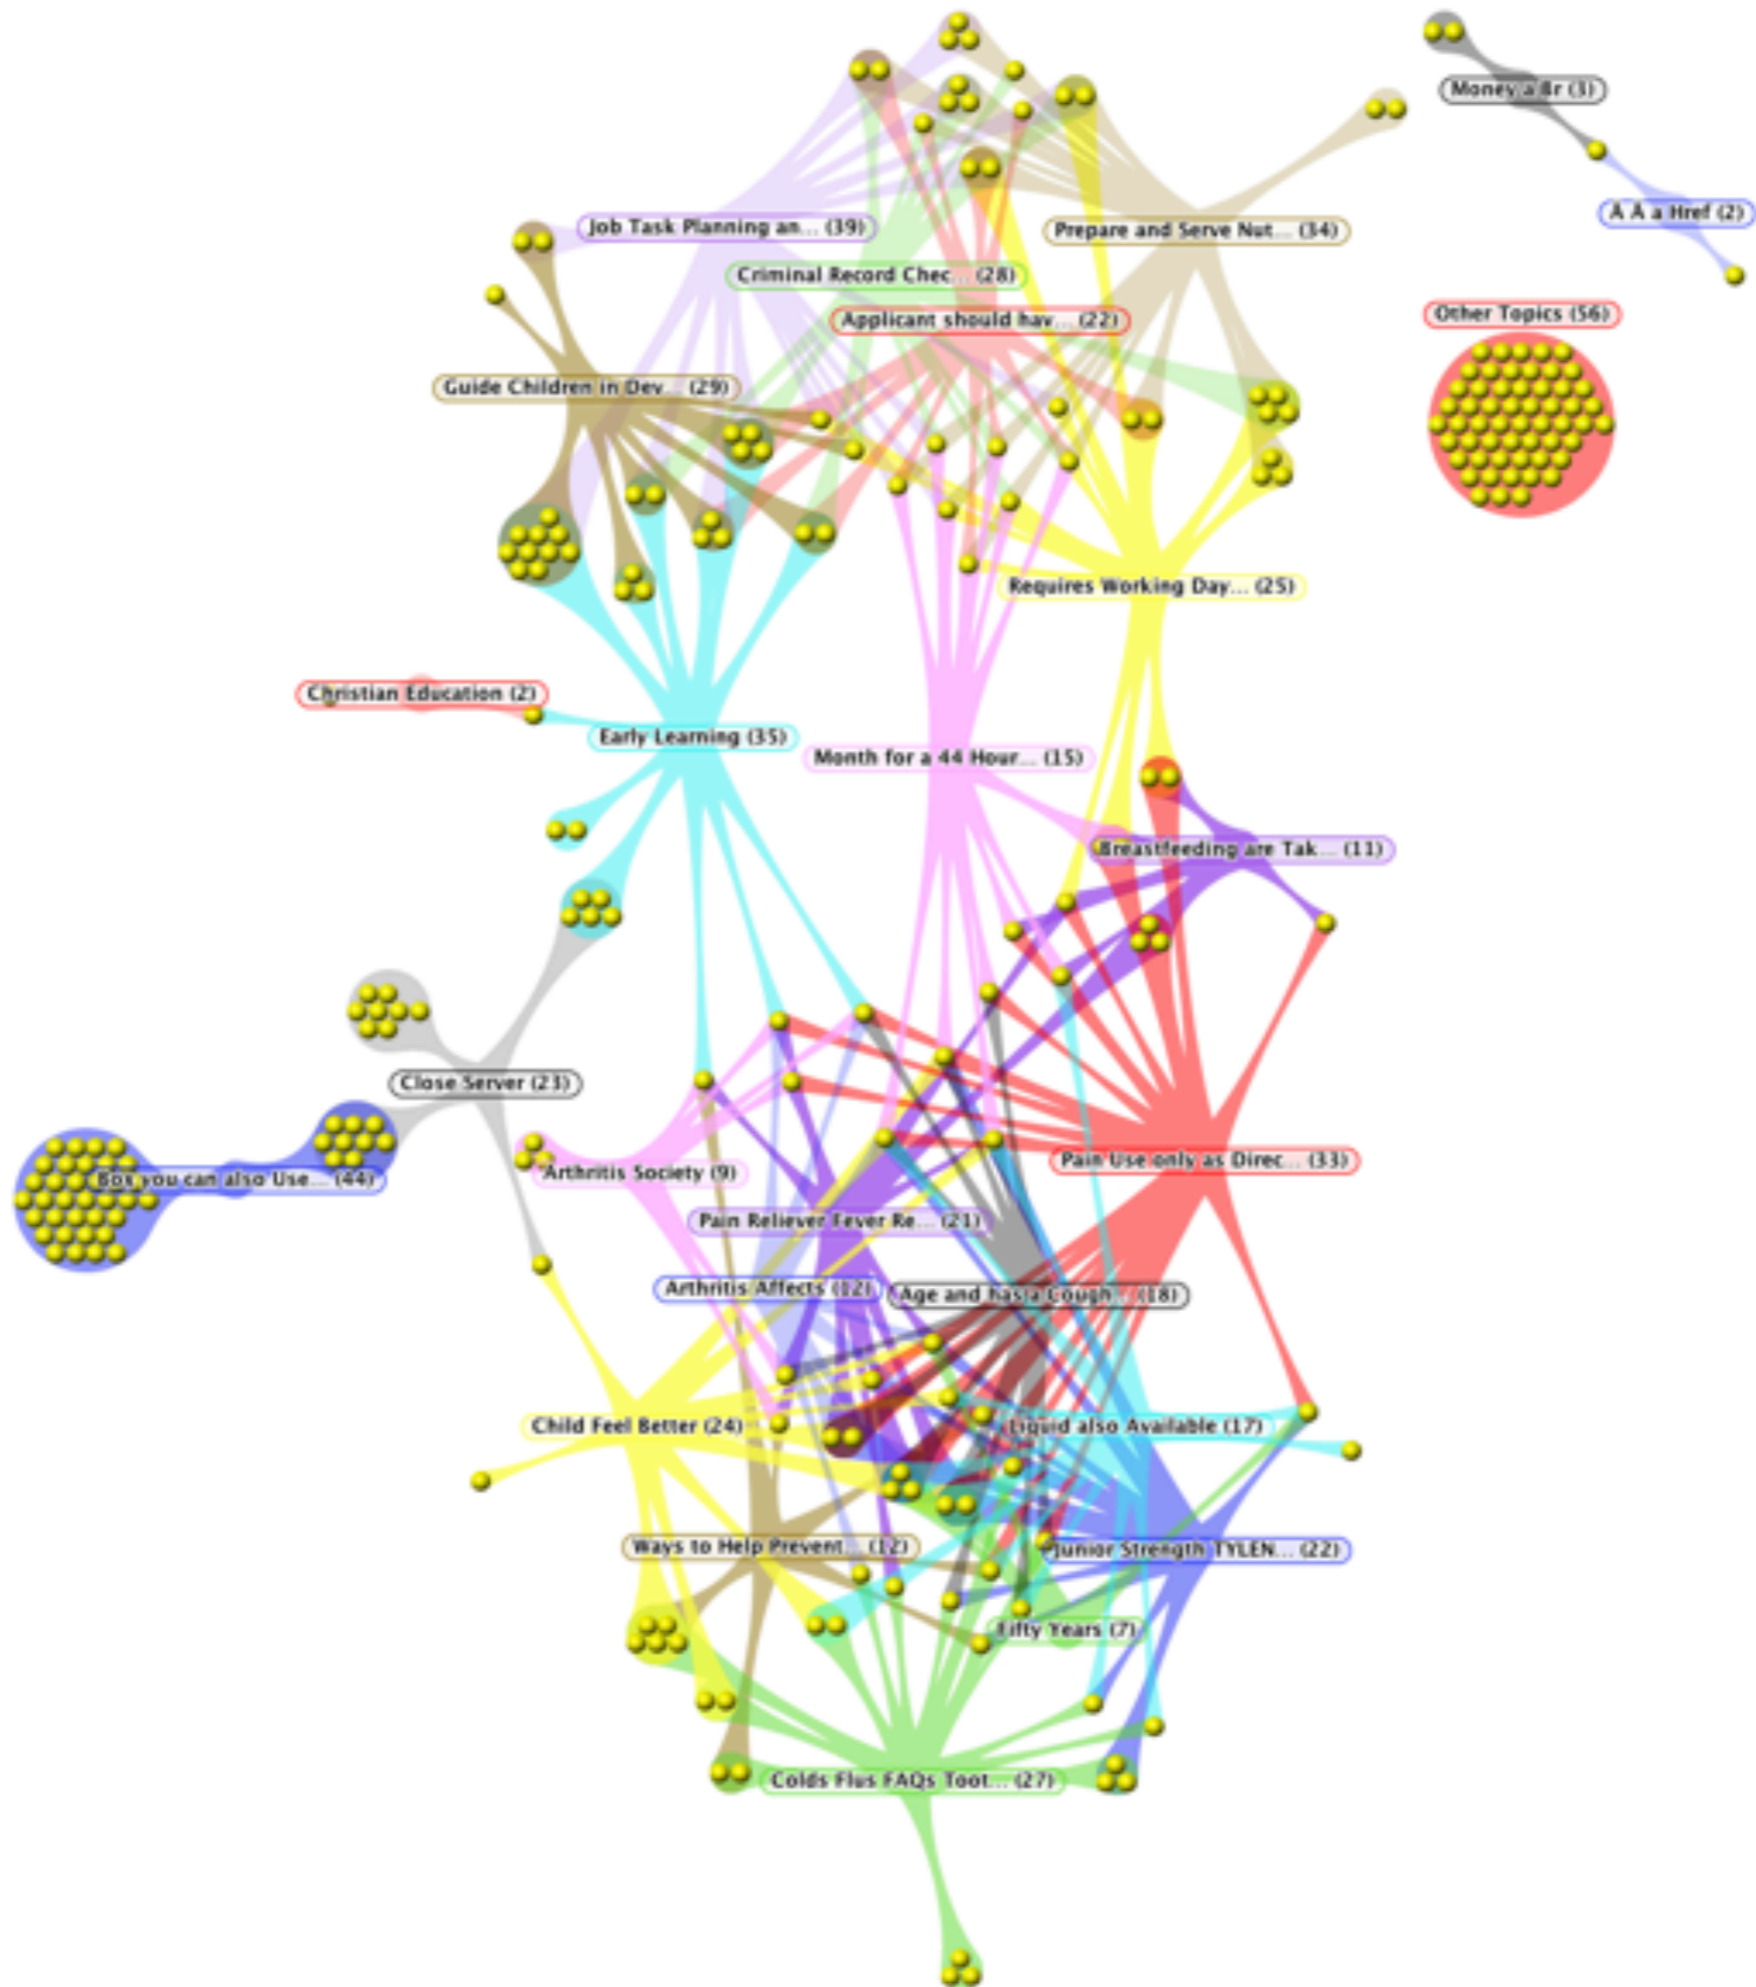 Money a Br (3)
Â Â a Href (2)
Job Task Planning an... (39)
Prepare and Serve Nut... (34)
Criminal Record Chec... (28)
Applicant should hav... (22)
Other Topics (56)
Guide Children in Dev... (29)
Requires Working Day... (25)
Christian Education (2)
Early Learning (35)
Month for a 44 Hour... (15)
Breastfeeding are Tak... (11)
Close Server (23)
Box you can also Use... (44)
Arthritis Society (9)
Pain Use only as Direc... (33)
Pain Reliever Fever Re... (21)
Arthritis Affects (12)
Age and has a Cough... (18)
Child Feel Better (24)
Liquid also Available (17)
Ways to Help Prevent... (12)
Junior Strength TYLEN... (22)
Fifty Years (7)
Colds Flus FAQs Toot... (27)